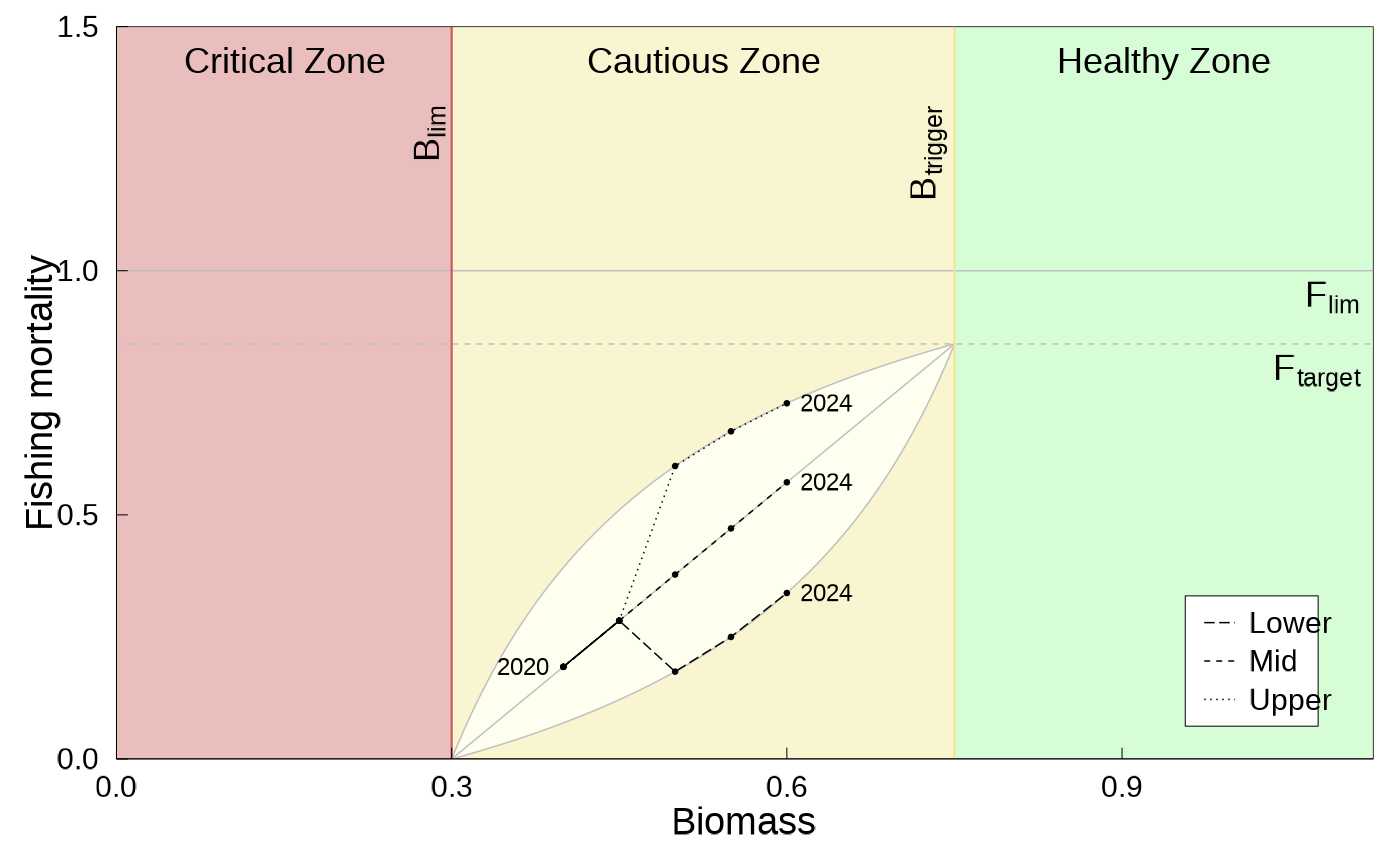 Critical Zone
Cautious Zone
Healthy Zone
Blim
Btrigger
Flim
Ftarget
2024
2024
2024
2020
Lower
Mid
Upper
Fishing mortality
1.5
1.0
0.5
0.0
0.0
0.3
0.6
0.9
Biomass